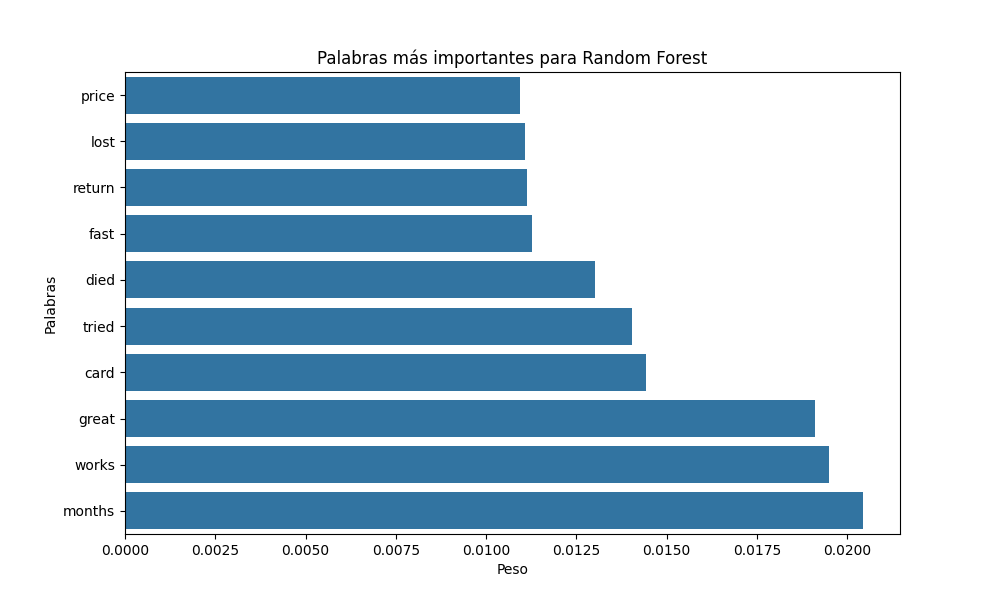 Palabras más importantes para Random Forest
price
lost
return
fast
died
tried
card
great
works
months
Palabras
0.0000 0.0025 0.0050 0.0075 0.0100 0.0125 0.0150 0.0175 0.0200
Peso